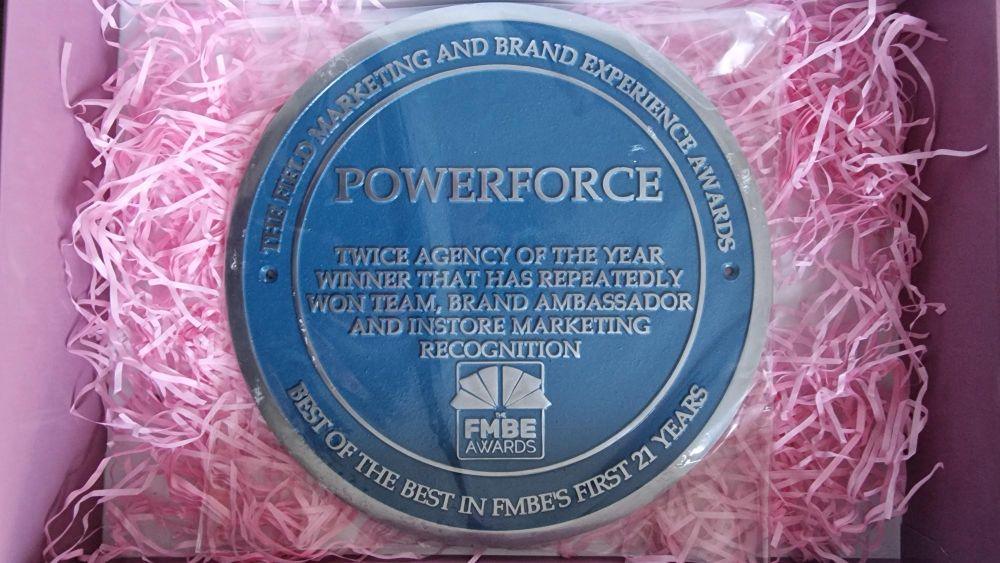 THE FIELD MARKETING AND BRAND EXPERIENCE AWARDS
POWERFORCE
TWICE AGENCY OF THE YEAR
WINNER THAT HAS REPEATEDLY
WON TEAM, BRAND AMBASSADOR
AND INSTORE MARKETING
RECOGNITION
THE
FMBE
AWARDS
BEST OF THE BEST IN FMBE'S FIRST 21 YEARS